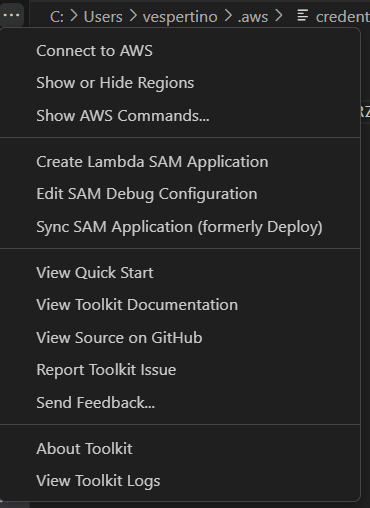 C: > Users > vespertino > .aws > credent
Connect to AWS
Show or Hide Regions
Show AWS Commands...
Create Lambda SAM Application
Edit SAM Debug Configuration
Sync SAM Application (formerly Deploy)
View Quick Start
View Toolkit Documentation
View Source on GitHub
Report Toolkit Issue
Send Feedback...
About Toolkit
View Toolkit Logs